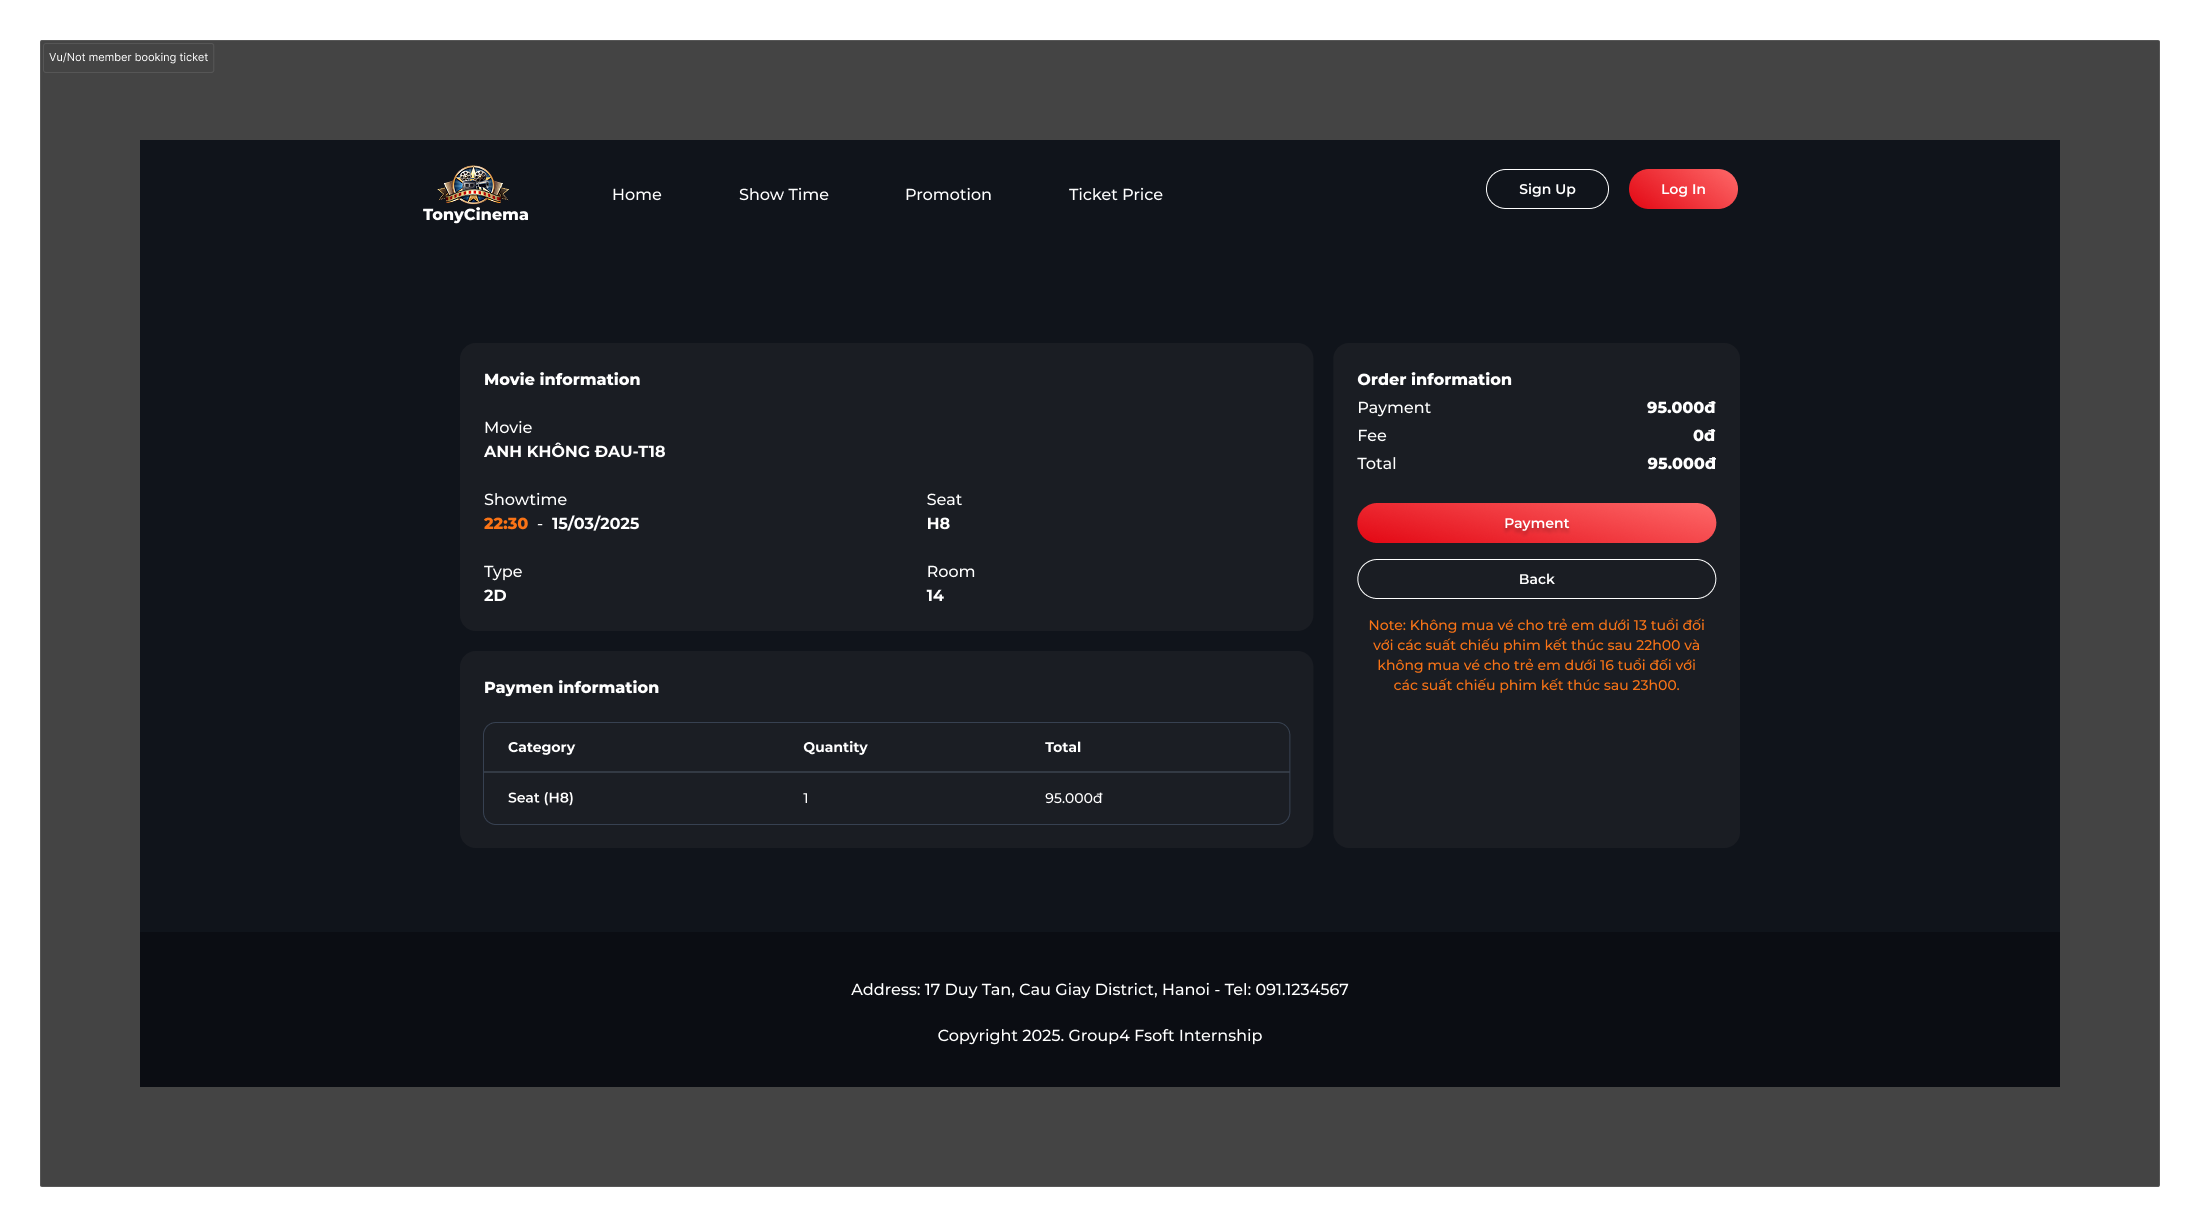 Vu/Not member booking ticket
TonyCinema
Home
Show Time
Promotion
Ticket Price
Sign Up
Log In
Movie information
Movie
ANH KHÔNG ĐAU-T18
Showtime
22:30 - 15/03/2025
Seat
H8
Type
2D
Room
14
Paymen information
Category Quantity Total
Seat (H8) 1 95.000đ
Order information
Payment 95.000đ
Fee 0đ
Total 95.000đ
Payment
Back
Note: Không mua vé cho trẻ em dưới 13 tuổi đối
với các suất chiếu phim kết thúc sau 22h00 và
không mua vé cho trẻ em dưới 16 tuổi đối với
các suất chiếu phim kết thúc sau 23h00.
Address: 17 Duy Tan, Cau Giay District, Hanoi - Tel: 091.1234567
Copyright 2025. Group4 Fsoft Internship